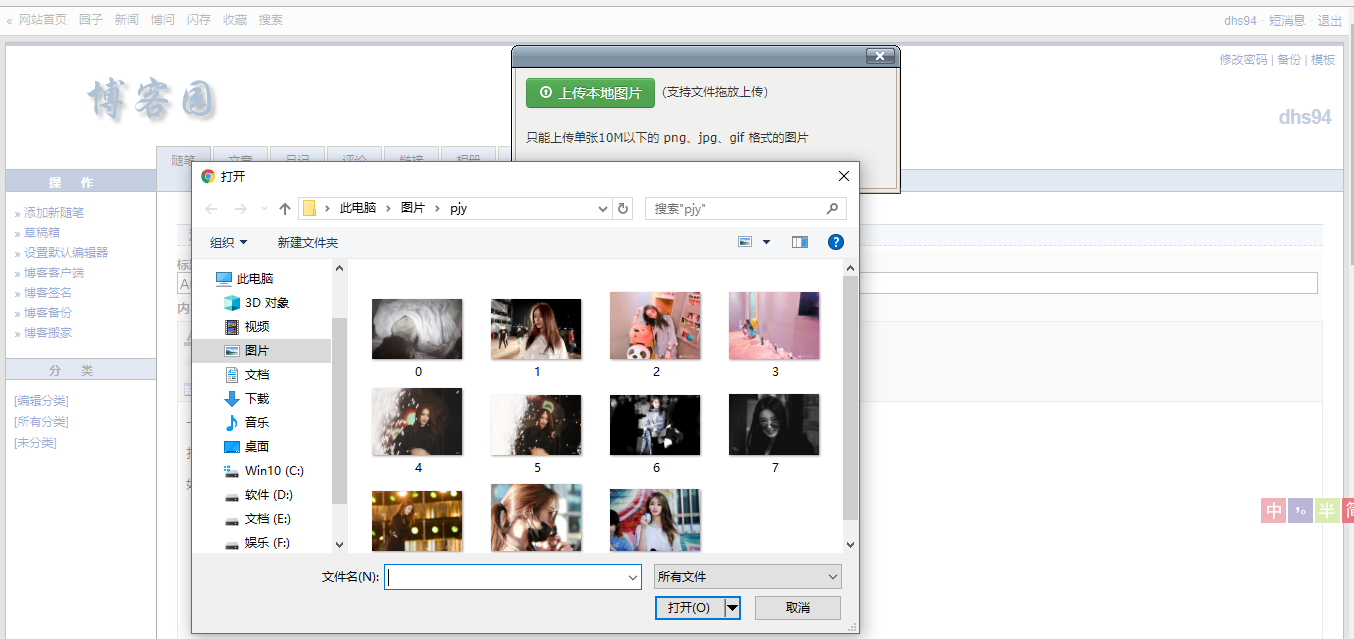 « 网站首页 园子 新闻 博问 闪存 收藏 搜索
dhs94 · 短消息 · 退出
修改密码 | 备份 | 模板
博客园
dhs94
上传本地图片 (支持文件拖放上传)
只能上传单张10M以下的 png、jpg、gif 格式的图片
随笔 文章 日记 评论 链接 相册
操 作
» 添加新随笔
» 草稿箱
» 设置默认编辑器
» 博客客户端
» 博客签名
» 博客备份
» 博客搬家
分 类
[编辑分类]
[所有分类]
[未分类]
打开
此电脑 › 图片 › pjy
搜索"pjy"
组织 新建文件夹
此电脑
3D 对象
视频
图片
文档
下载
音乐
桌面
Win10 (C:)
软件 (D:)
文档 (E:)
娱乐 (F:)
0 1 2 3
4 5 6 7
文件名(N):
所有文件
打开(O) 取消
中 半 简